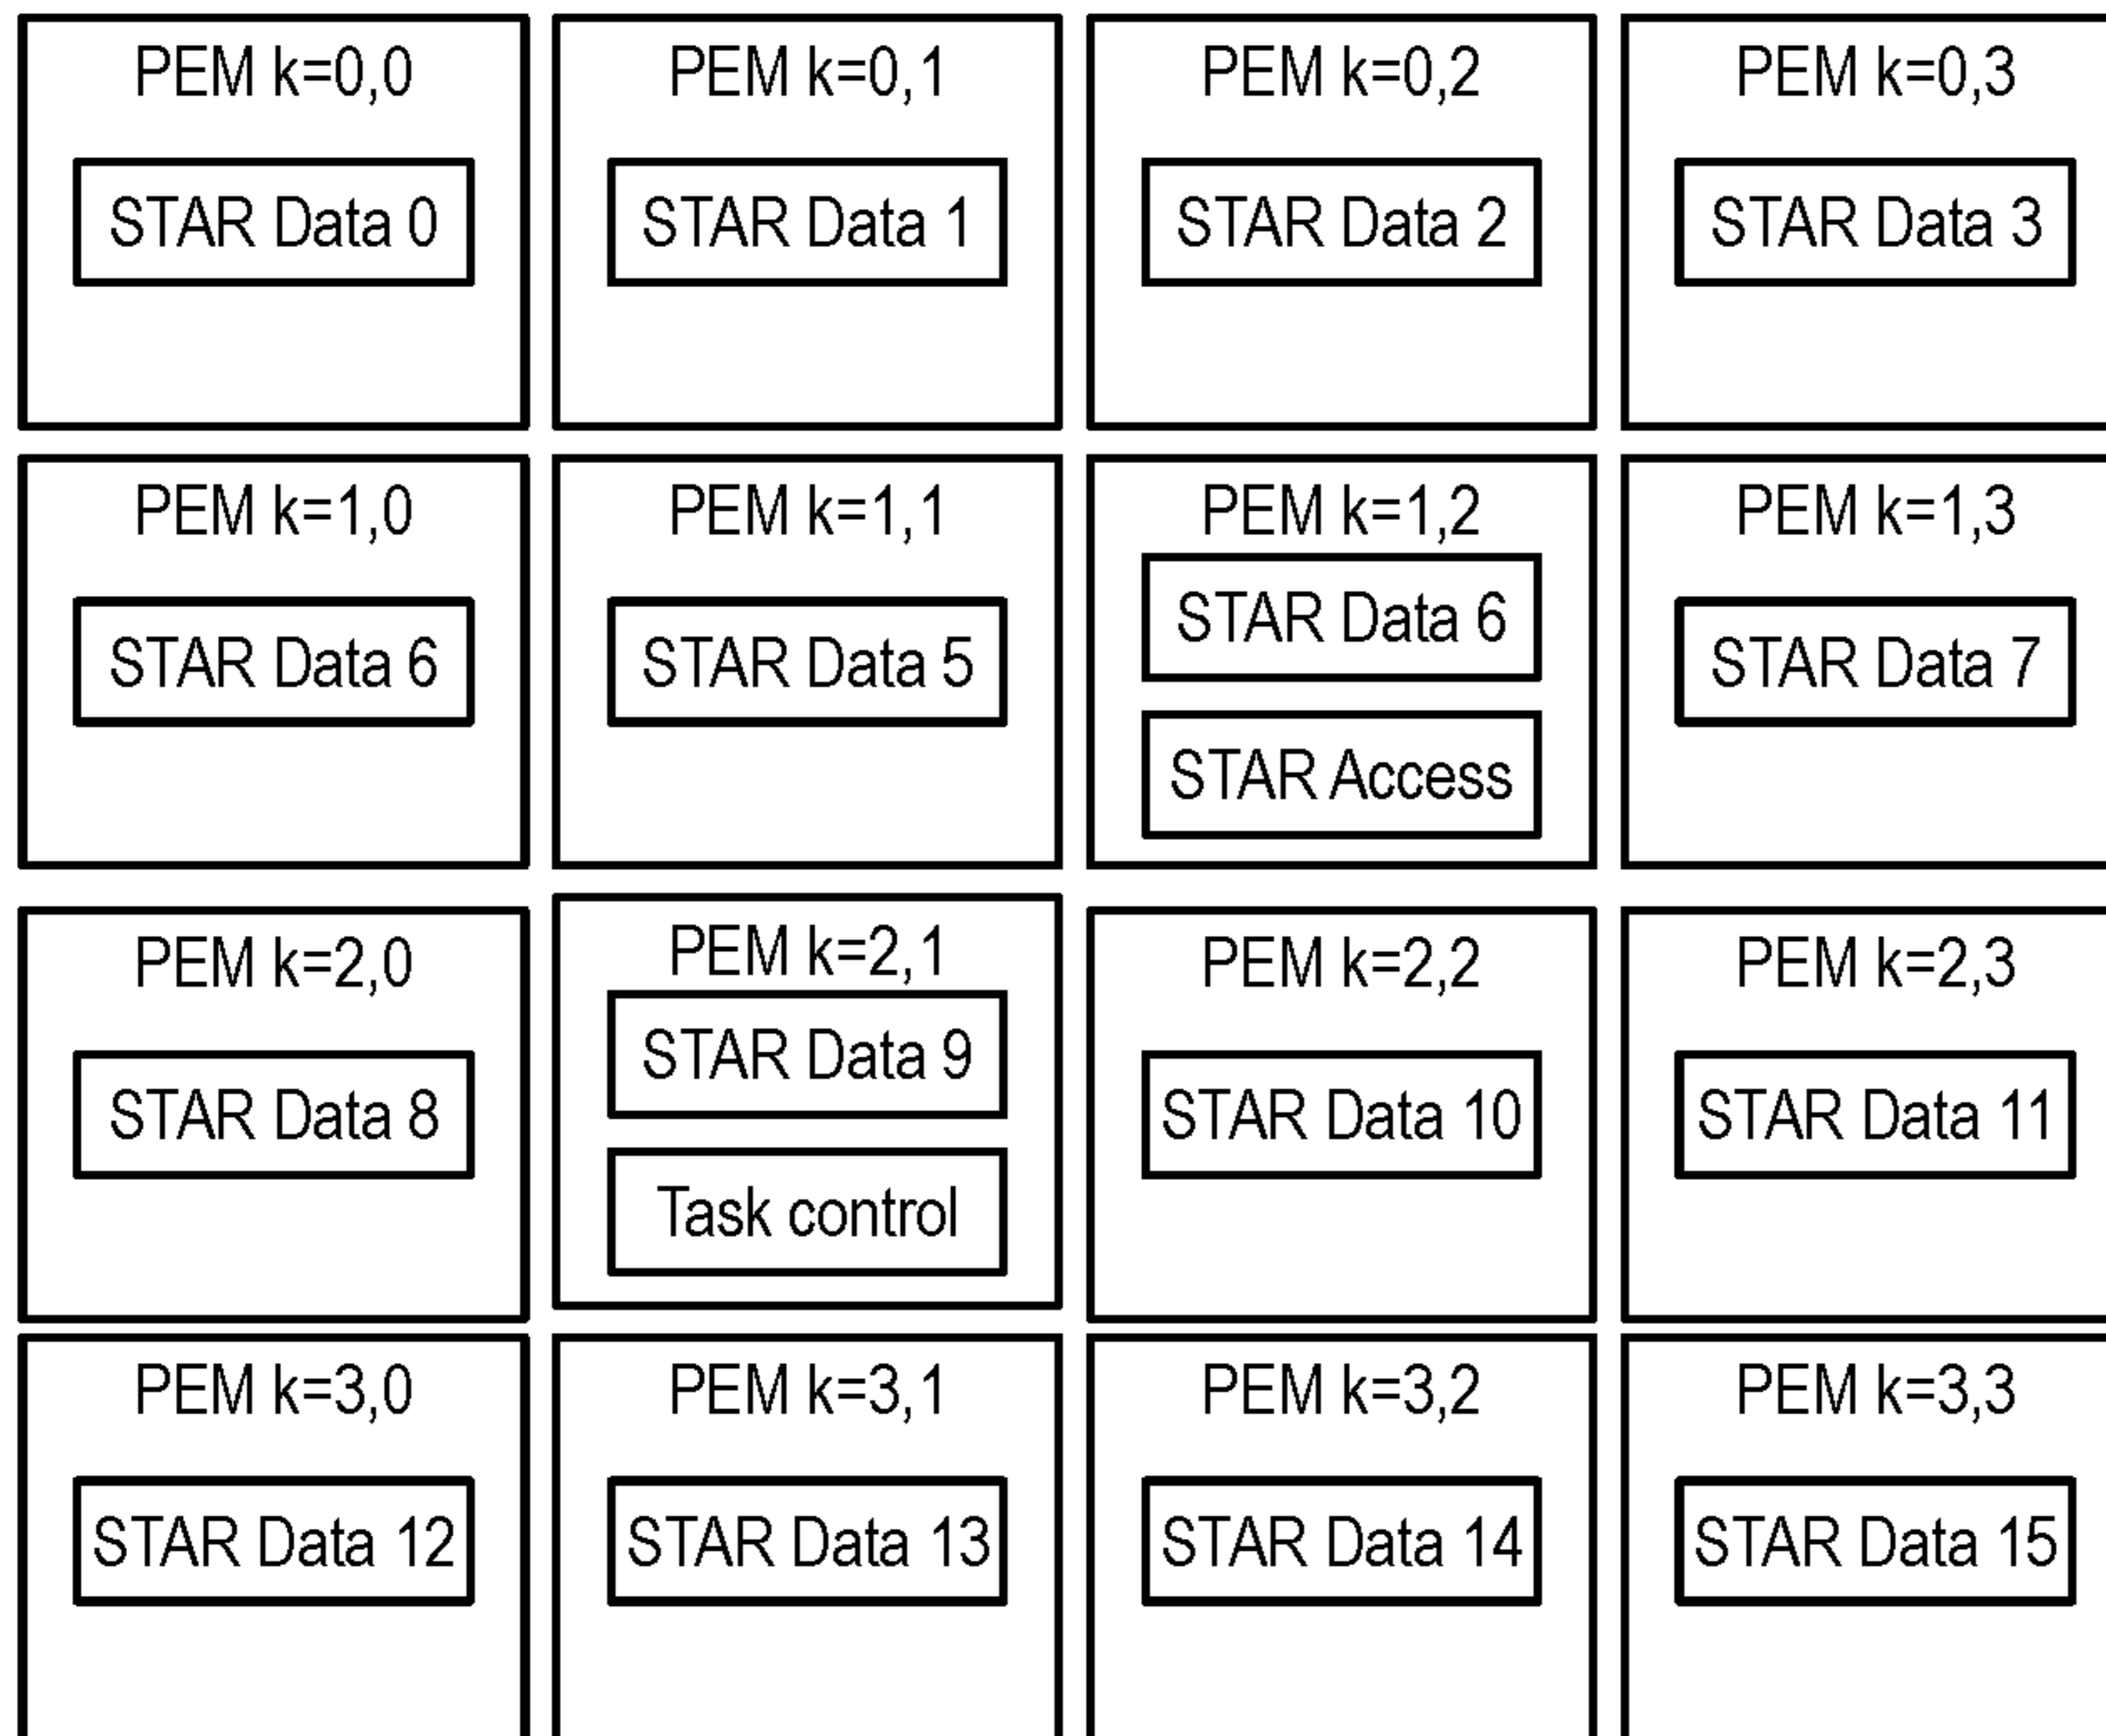 PEM k=0,0
STAR Data 0
PEM k=0,1
STAR Data 1
PEM k=0,2
STAR Data 2
PEM k=0,3
STAR Data 3
PEM k=1,0
STAR Data 6
PEM k=1,1
STAR Data 5
PEM k=1,2
STAR Data 6
STAR Access
PEM k=1,3
STAR Data 7
PEM k=2,0
STAR Data 8
PEM k=2,1
STAR Data 9
Task control
PEM k=2,2
STAR Data 10
PEM k=2,3
STAR Data 11
PEM k=3,0
STAR Data 12
PEM k=3,1
STAR Data 13
PEM k=3,2
STAR Data 14
PEM k=3,3
STAR Data 15